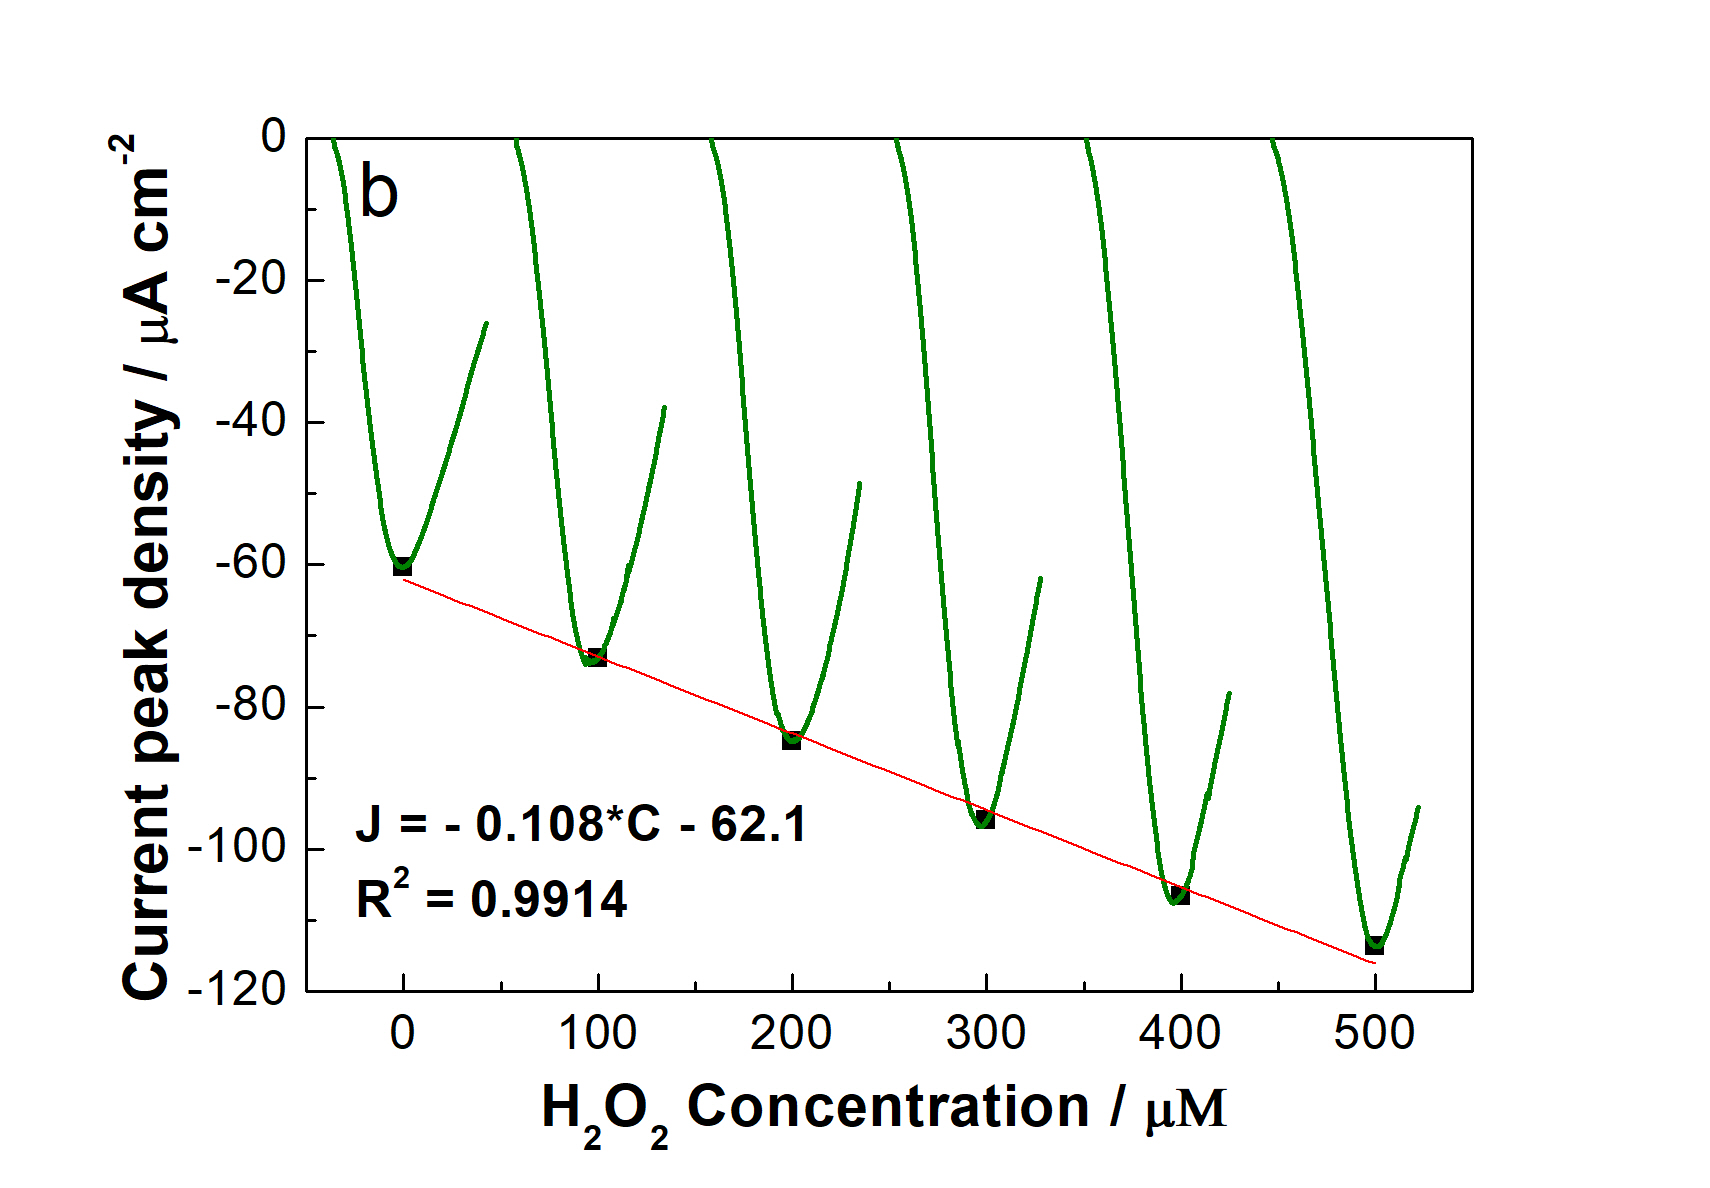 b
0
-20
-40
-60
-80
-100
-120
Current peak density / μA cm-2
J = - 0.108*C - 62.1
R2 = 0.9914
0 100 200 300 400 500
H2O2 Concentration / μM